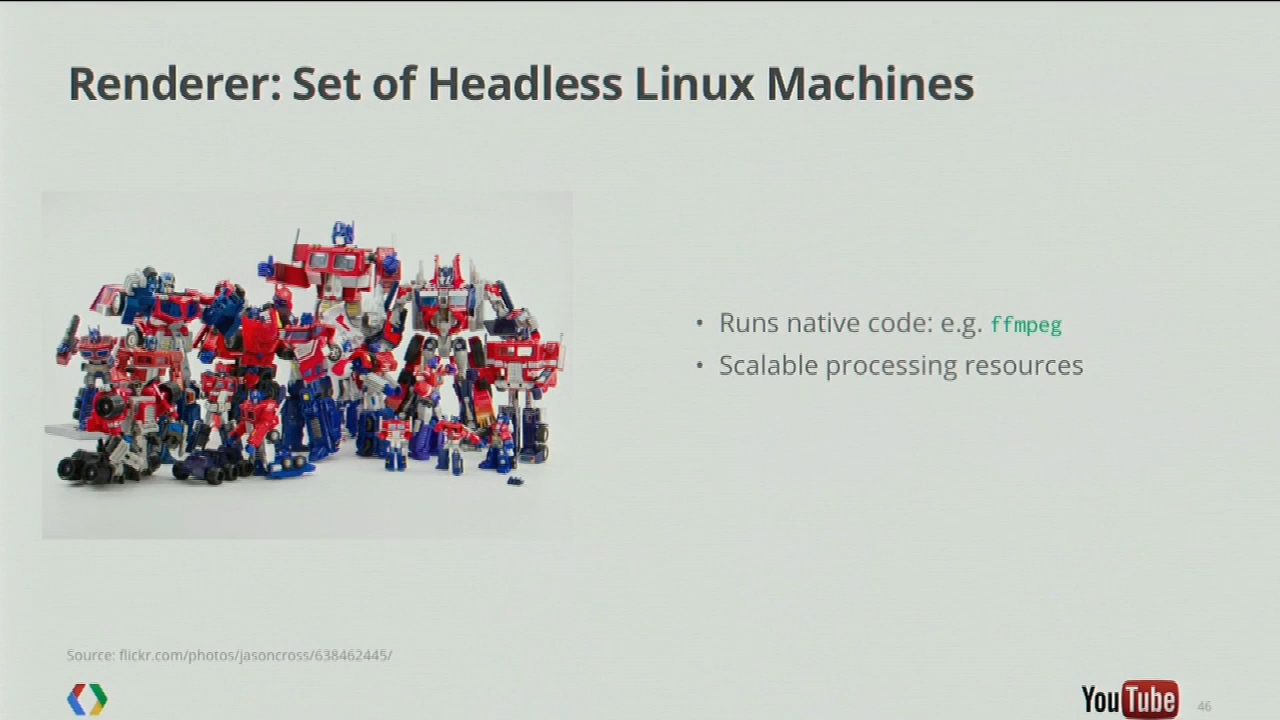 Renderer: Set of Headless Linux Machines
• Runs native code: e.g. ffmpeg
• Scalable processing resources
Source: flickr.com/photos/jasoncross/638462445/
YouTube
46